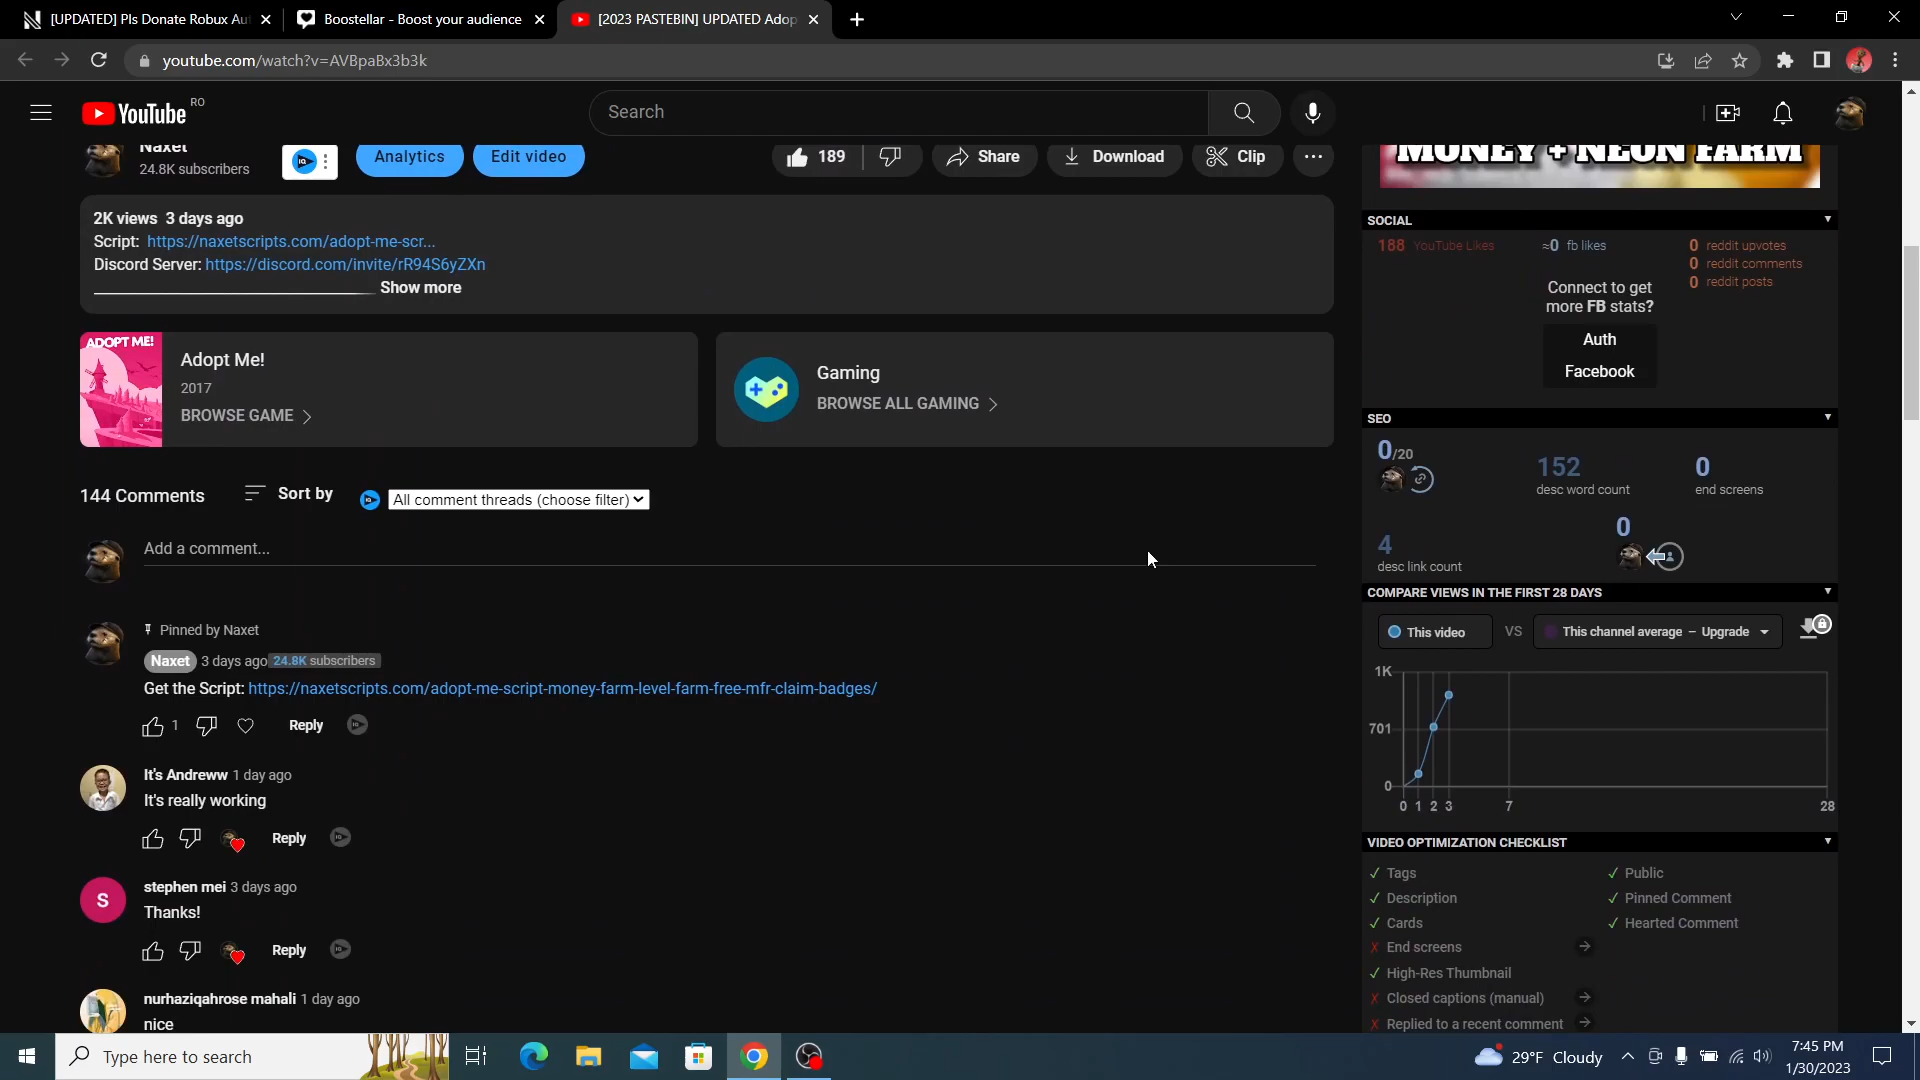 [UPDATED] Pls Donate Robux Au
Boostellar - Boost your audience
[2023 PASTEBIN] UPDATED Adop
youtube.com/watch?v=AVBpaBx3b3k
YouTube RO
Search
Naxet
24.8K subscribers
Analytics
Edit video
189
Share
Download
Clip
2K views 3 days ago
Script: https://naxetscripts.com/adopt-me-scr...
Discord Server: https://discord.com/invite/rR94S6yZXn
Show more
ADOPT ME!
Adopt Me!
2017
BROWSE GAME
Gaming
BROWSE ALL GAMING
144 Comments
Sort by
All comment threads (choose filter)
Add a comment...
Pinned by Naxet
Naxet 3 days ago 24.8K subscribers
Get the Script: https://naxetscripts.com/adopt-me-script-money-farm-level-farm-free-mfr-claim-badges/
1
Reply
It's Andreww 1 day ago
It's really working
Reply
S
stephen mei 3 days ago
Thanks!
Reply
nurhaziqahrose mahali 1 day ago
nice
MONEY + NEON FARM
SOCIAL
188 YouTube Likes
≈0 fb likes
0 reddit upvotes
0 reddit comments
0 reddit posts
Connect to get
more FB stats?
Auth
Facebook
SEO
0/20
152
desc word count
0
end screens
4
desc link count
0
COMPARE VIEWS IN THE FIRST 28 DAYS
This video
VS
This channel average – Upgrade
1K
701
0
0 1 2 3 7 28
VIDEO OPTIMIZATION CHECKLIST
✓ Tags
✓ Public
✓ Description
✓ Pinned Comment
✓ Cards
✓ Hearted Comment
✗ End screens
✓ High-Res Thumbnail
✗ Closed captions (manual)
✗ Replied to a recent comment
Type here to search
29°F Cloudy
7:45 PM
1/30/2023